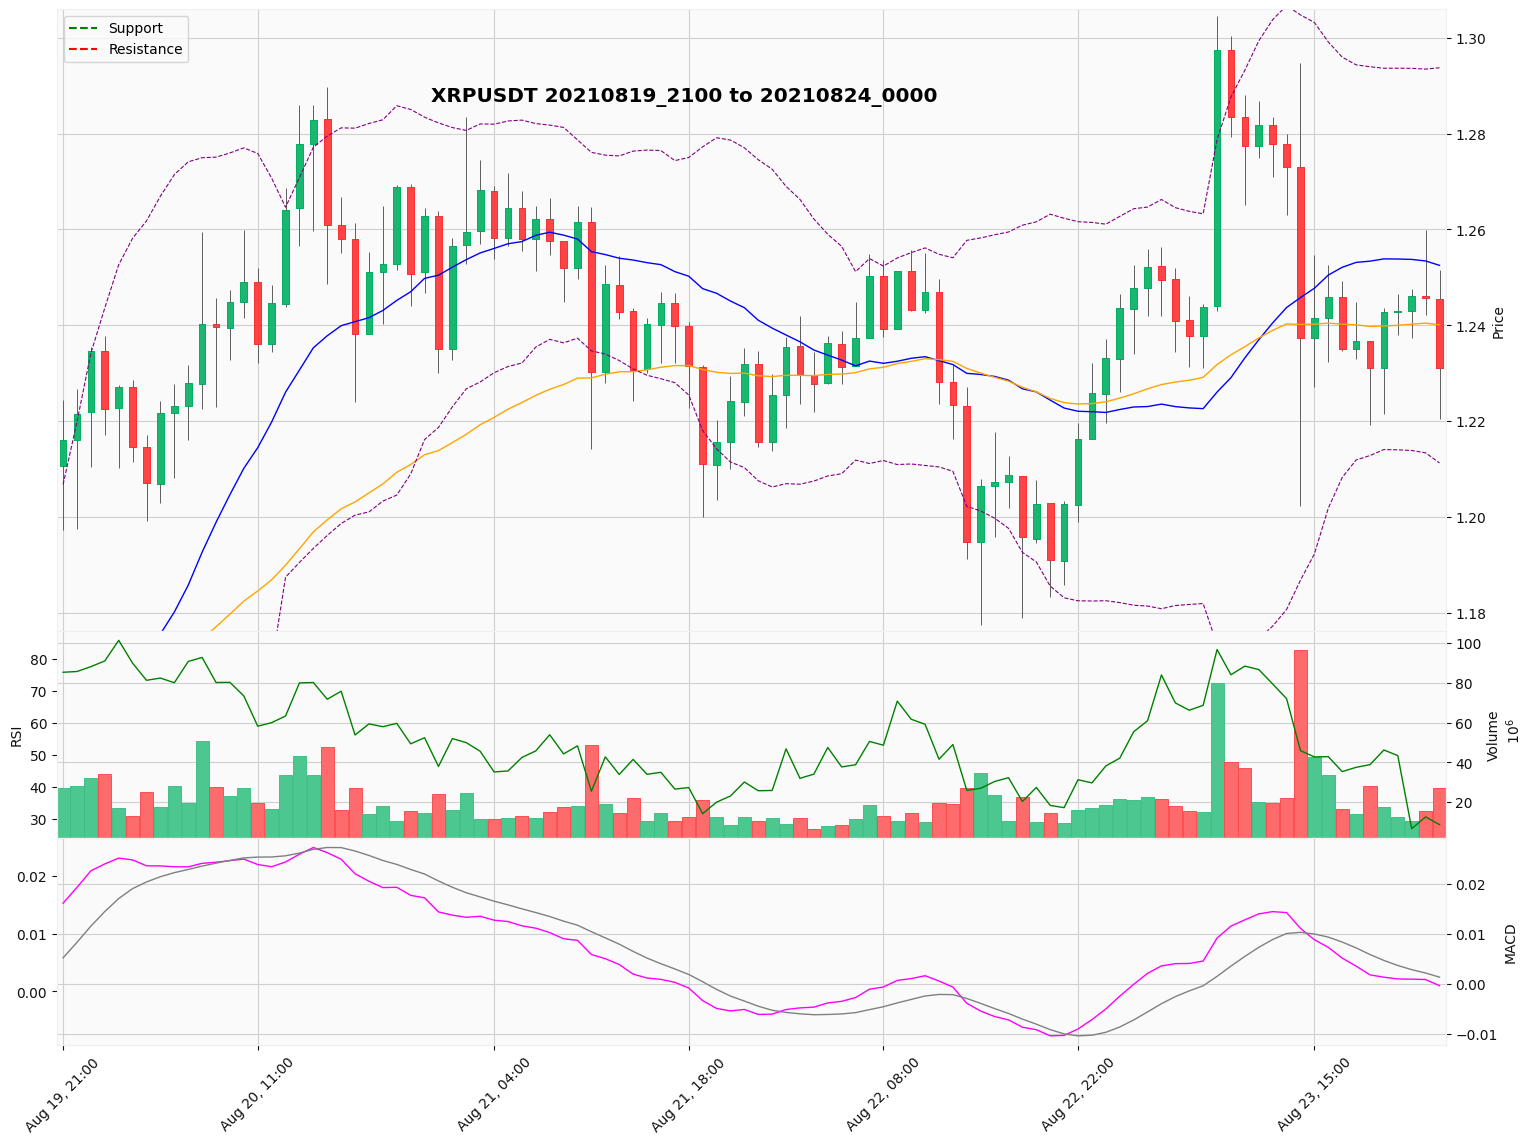 Support
Resistance
XRPUSDT 20210819_2100 to 20210824_0000
1.30
1.28
1.26
1.24
1.22
1.20
1.18
Price
80
70
60
50
40
30
RSI
100
80
60
40
20
Volume
10^6
0.02
0.01
0.00
0.02
0.01
0.00
−0.01
MACD
Aug 19, 21:00
Aug 20, 11:00
Aug 21, 04:00
Aug 21, 18:00
Aug 22, 08:00
Aug 22, 22:00
Aug 23, 15:00